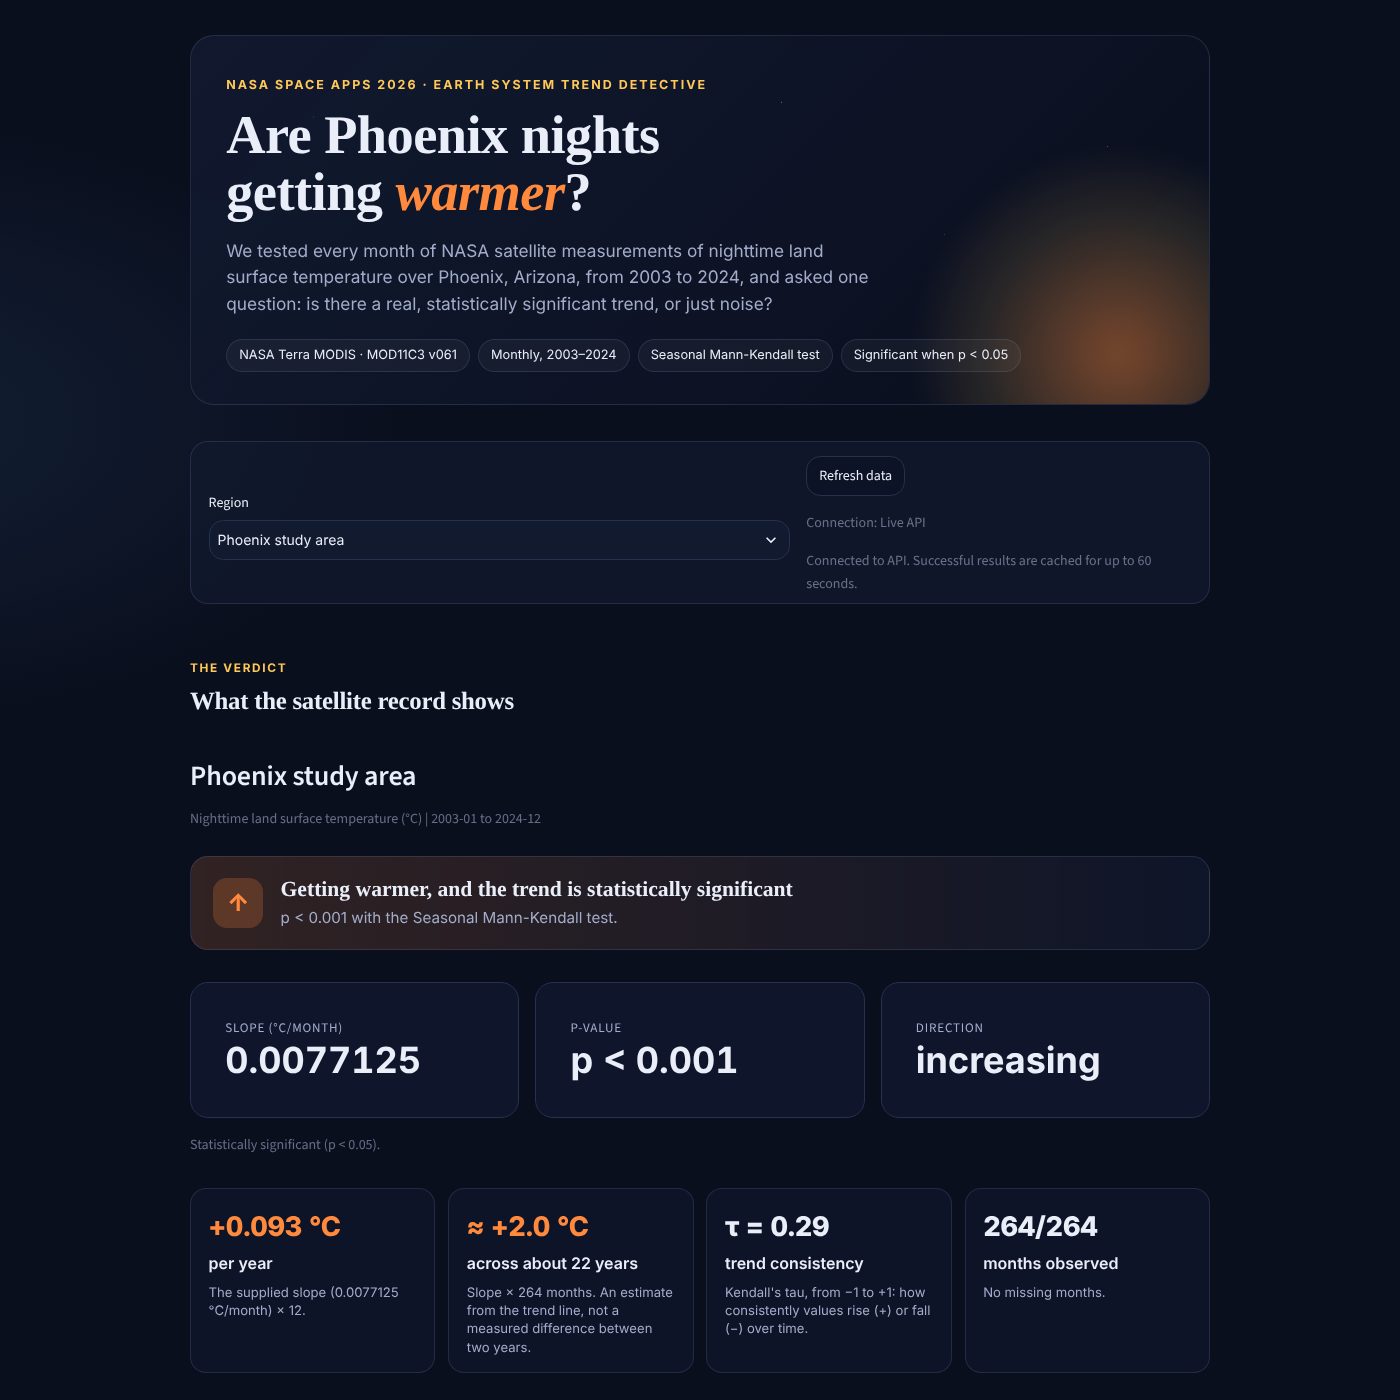 NASA SPACE APPS 2026 · EARTH SYSTEM TREND DETECTIVE
Are Phoenix nights
getting warmer?
We tested every month of NASA satellite measurements of nighttime land
surface temperature over Phoenix, Arizona, from 2003 to 2024, and asked one
question: is there a real, statistically significant trend, or just noise?
NASA Terra MODIS · MOD11C3 v061
Monthly, 2003–2024
Seasonal Mann-Kendall test
Significant when p < 0.05
Region
Phoenix study area
Refresh data
Connection: Live API
Connected to API. Successful results are cached for up to 60
seconds.
THE VERDICT
What the satellite record shows
Phoenix study area
Nighttime land surface temperature (°C) | 2003-01 to 2024-12
↑
Getting warmer, and the trend is statistically significant
p < 0.001 with the Seasonal Mann-Kendall test.
SLOPE (°C/MONTH)
0.0077125
P-VALUE
p < 0.001
DIRECTION
increasing
Statistically significant (p < 0.05).
+0.093 °C
per year
The supplied slope (0.0077125
°C/month) × 12.
≈ +2.0 °C
across about 22 years
Slope × 264 months. An estimate
from the trend line, not a
measured difference between
two years.
τ = 0.29
trend consistency
Kendall's tau, from −1 to +1: how
consistently values rise (+) or fall
(−) over time.
264/264
months observed
No missing months.